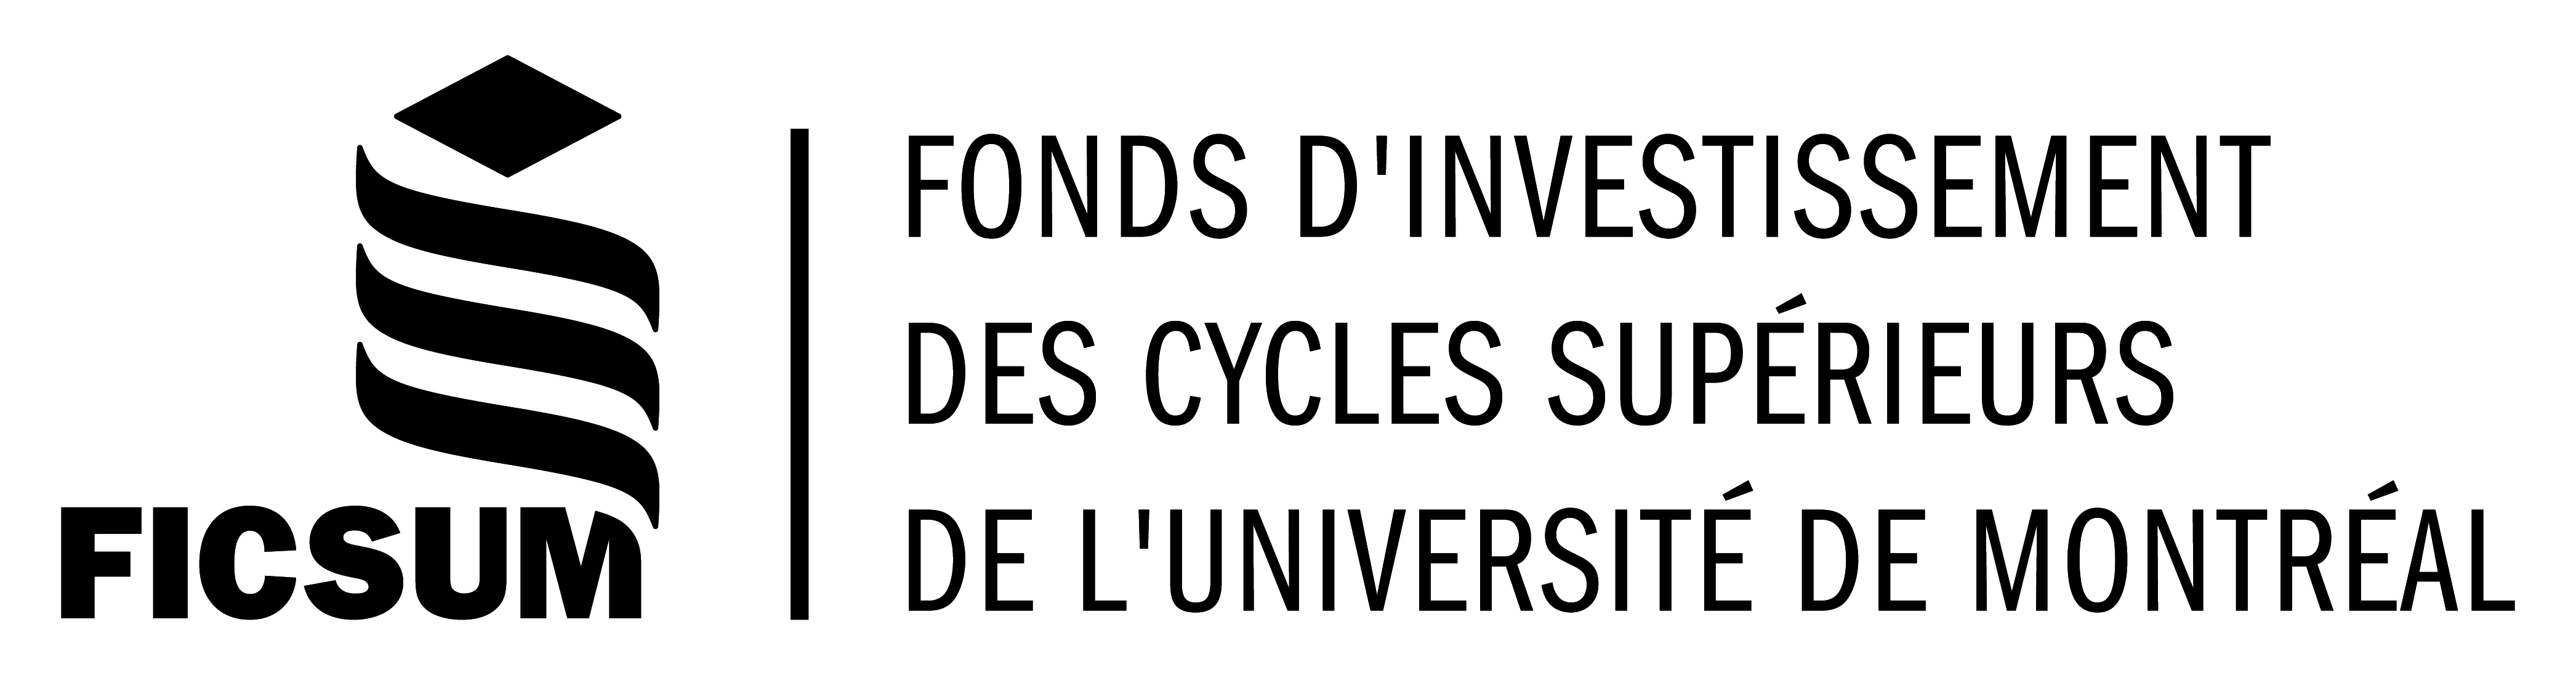 FICSUM
FONDS D'INVESTISSEMENT
DES CYCLES SUPÉRIEURS
DE L'UNIVERSITÉ DE MONTRÉAL